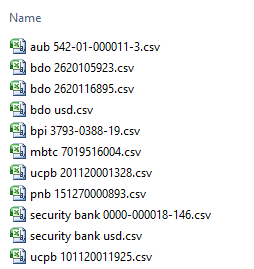 Name
aub 542-01-000011-3.csv
bdo 2620105923.csv
bdo 2620116895.csv
bdo usd.csv
bpi 3793-0388-19.csv
mbtc 7019516004.csv
ucpb 201120001328.csv
pnb 151270000893.csv
security bank 0000-000018-146.csv
security bank usd.csv
ucpb 101120011925.csv